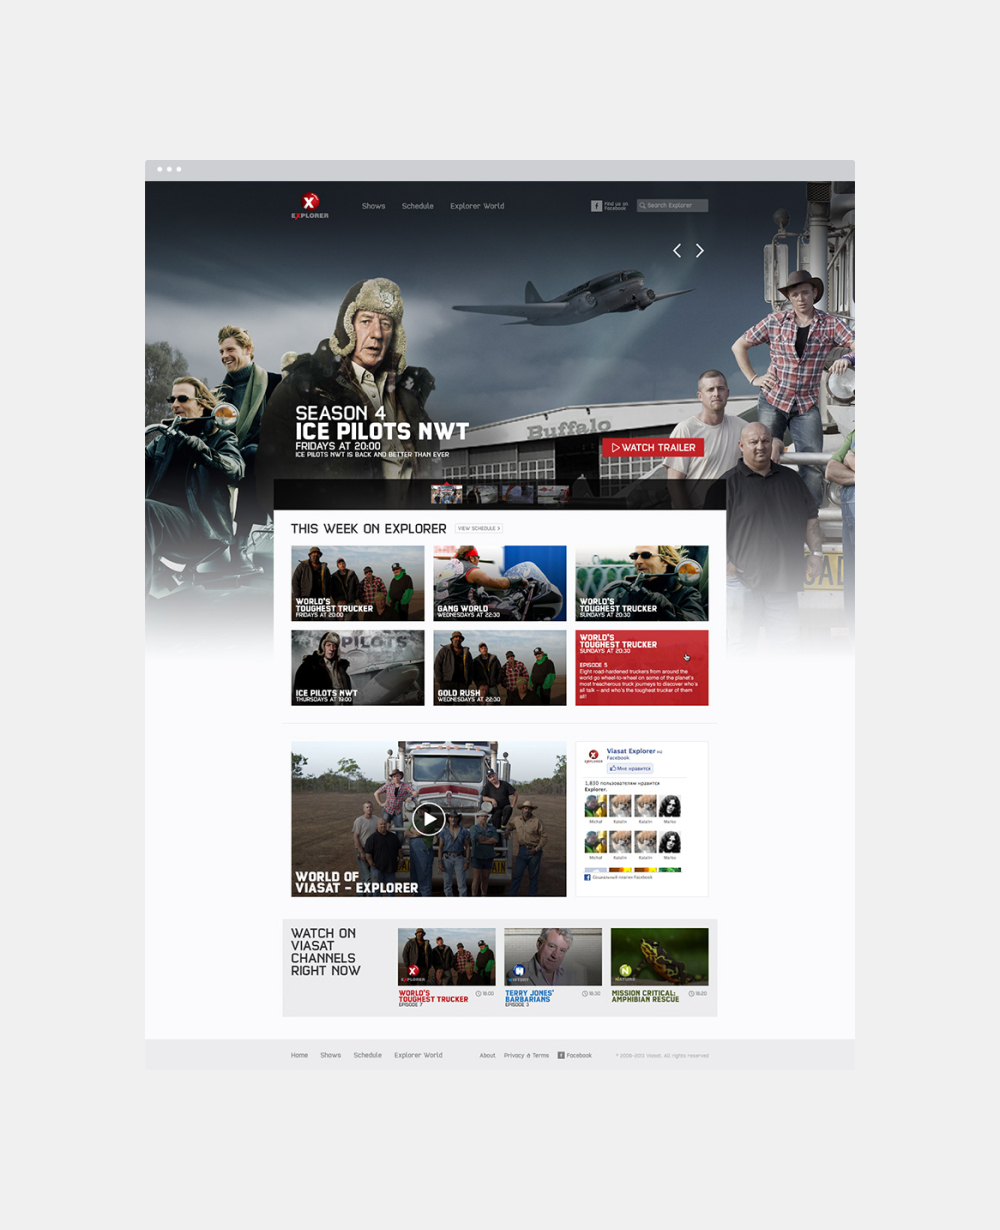 X
EXPLORER
Shows
Schedule
Explorer World
f
Find us on
Facebook
Search Explorer
SEASON 4
ICE PILOTS NWT
FRIDAYS AT 20:00
ICE PILOTS NWT IS BACK AND BETTER THAN EVER
Buffalo
WATCH TRAILER
THIS WEEK ON EXPLORER
VIEW SCHEDULE >
WORLD'S
TOUGHEST TRUCKER
FRIDAYS AT 20:00
GANG WORLD
WEDNESDAYS AT 22:30
WORLD'S
TOUGHEST TRUCKER
SUNDAYS AT 20:30
PILOTS
ICE PILOTS NWT
THURSDAYS AT 19:00
GOLD RUSH
WEDNESDAYS AT 22:30
WORLD'S
TOUGHEST TRUCKER
SUNDAYS AT 20:30
EPISODE 5
Eight road-hardened truckers from around the
world go wheel-to-wheel on some of the planet's
most treacherous truck journeys to discover who's
all talk – and who's the toughest trucker of them
all!
WORLD OF
VIASAT – EXPLORER
X
EXPLORER
Viasat Explorer на
Facebook
Мне нравится
1,830 пользователям нравится
Explorer.
Michal
Katalin
Katalin
Marko
Michal
Katalin
Katalin
Marko
f Социальный плагин Facebook
WATCH ON
VIASAT
CHANNELS
RIGHT NOW
X
EXPLORER
WORLD'S
TOUGHEST TRUCKER
EPISODE 7
H
HISTORY
TERRY JONES'
BARBARIANS
EPISODE 3
18:30
N
NATURE
MISSION CRITICAL:
AMPHIBIAN RESCUE
Home
Shows
Schedule
Explorer World
About
Privacy & Terms
f Facebook
Viasat. All rights reserved